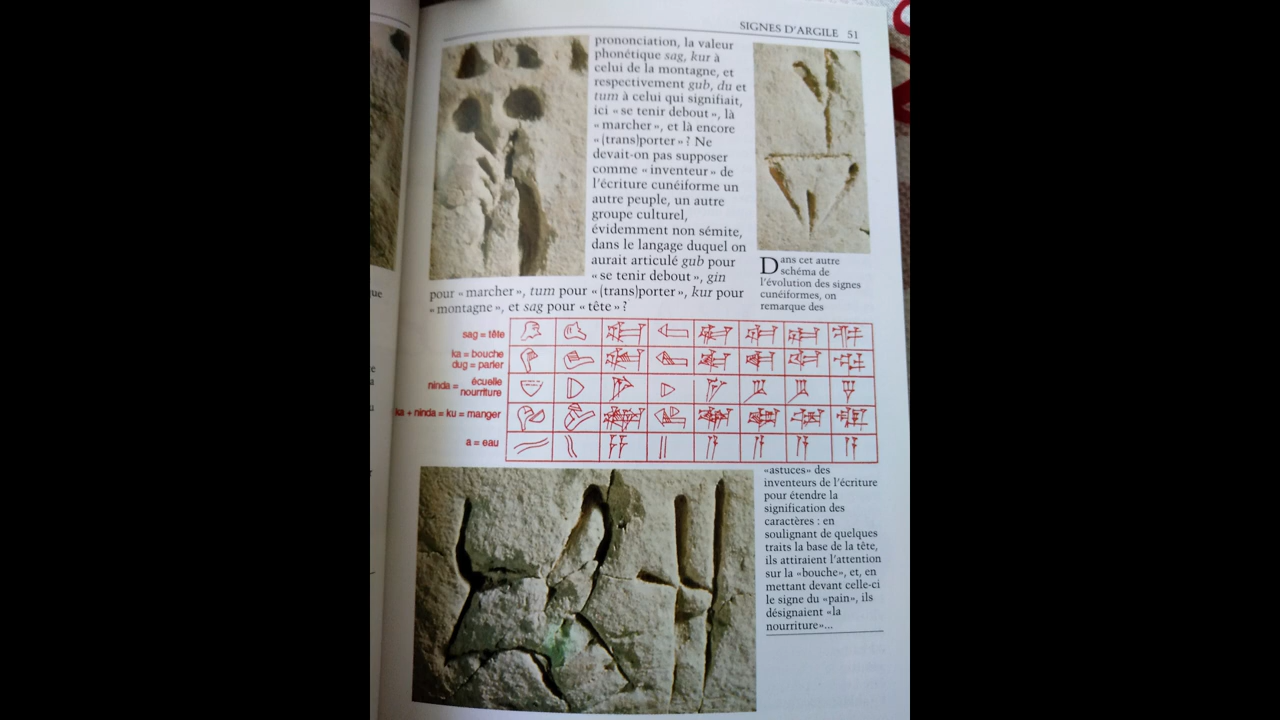 SIGNES D'ARGILE 51
prononciation, la valeur
phonétique sag, kur à
celui de la montagne, et
respectivement gub, du et
tum à celui qui signifiait,
ici « se tenir debout », là
« marcher », et là encore
« (trans)porter » ? Ne
devait-on pas supposer
comme « inventeur » de
l'écriture cunéiforme un
autre peuple, un autre
groupe culturel,
évidemment non sémite,
dans le langage duquel on
aurait articulé gub pour
« se tenir debout », gin
pour « marcher », tum pour « (trans)porter », kur pour
« montagne », et sag pour « tête » ?
Dans cet autre
schéma de
l'évolution des signes
cunéiformes, on
remarque des
sag = tête
ka = bouche
dug = parler
ninda = écuelle
nourriture
ka + ninda = ku = manger
a = eau
«astuces» des
inventeurs de l'écriture
pour étendre la
signification des
caractères : en
soulignant de quelques
traits la base de la tête,
ils attiraient l'attention
sur la «bouche», et, en
mettant devant celle-ci
le signe du «pain», ils
désignaient «la
nourriture»...